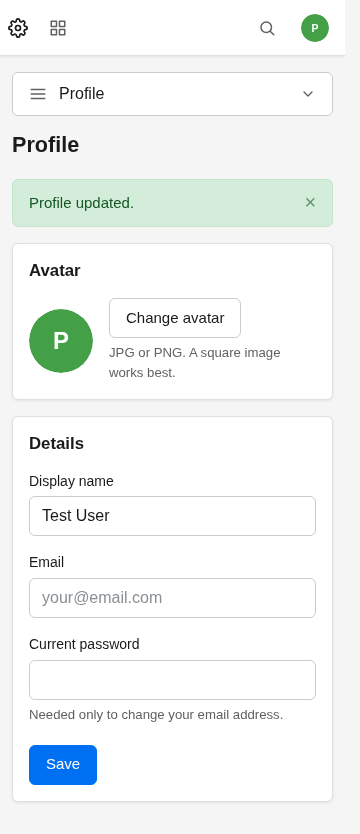 P
Profile
Profile
Profile updated.
Avatar
P
Change avatar
JPG or PNG. A square image
works best.
Details
Display name
Test User
Email
your@email.com
Current password
Needed only to change your email address.
Save